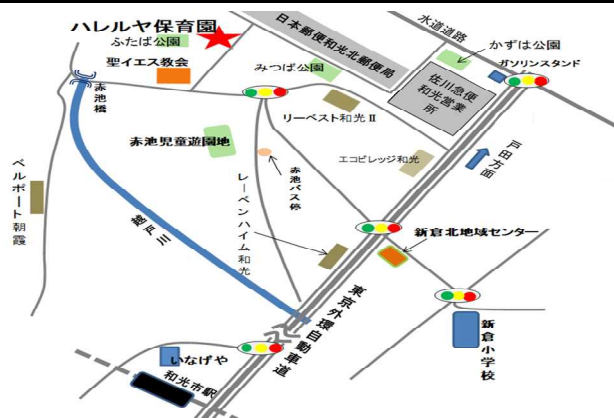 ハレルヤ保育園
ふたば公園
聖イエス教会
赤池橋
日本郵便和光北郵便局
水道道路
かずは公園
ガソリンスタンド
みつば公園
佐川急便
和光営業
所
リーベスト和光Ⅱ
赤池児童遊園地
エコビレッジ和光
戸田方面
赤池バス停
ベルポート朝霞
レーベンハイム和光
越戸川
新倉北地域センター
東京外環自動車道
新倉小学校
いなげや
和光市駅